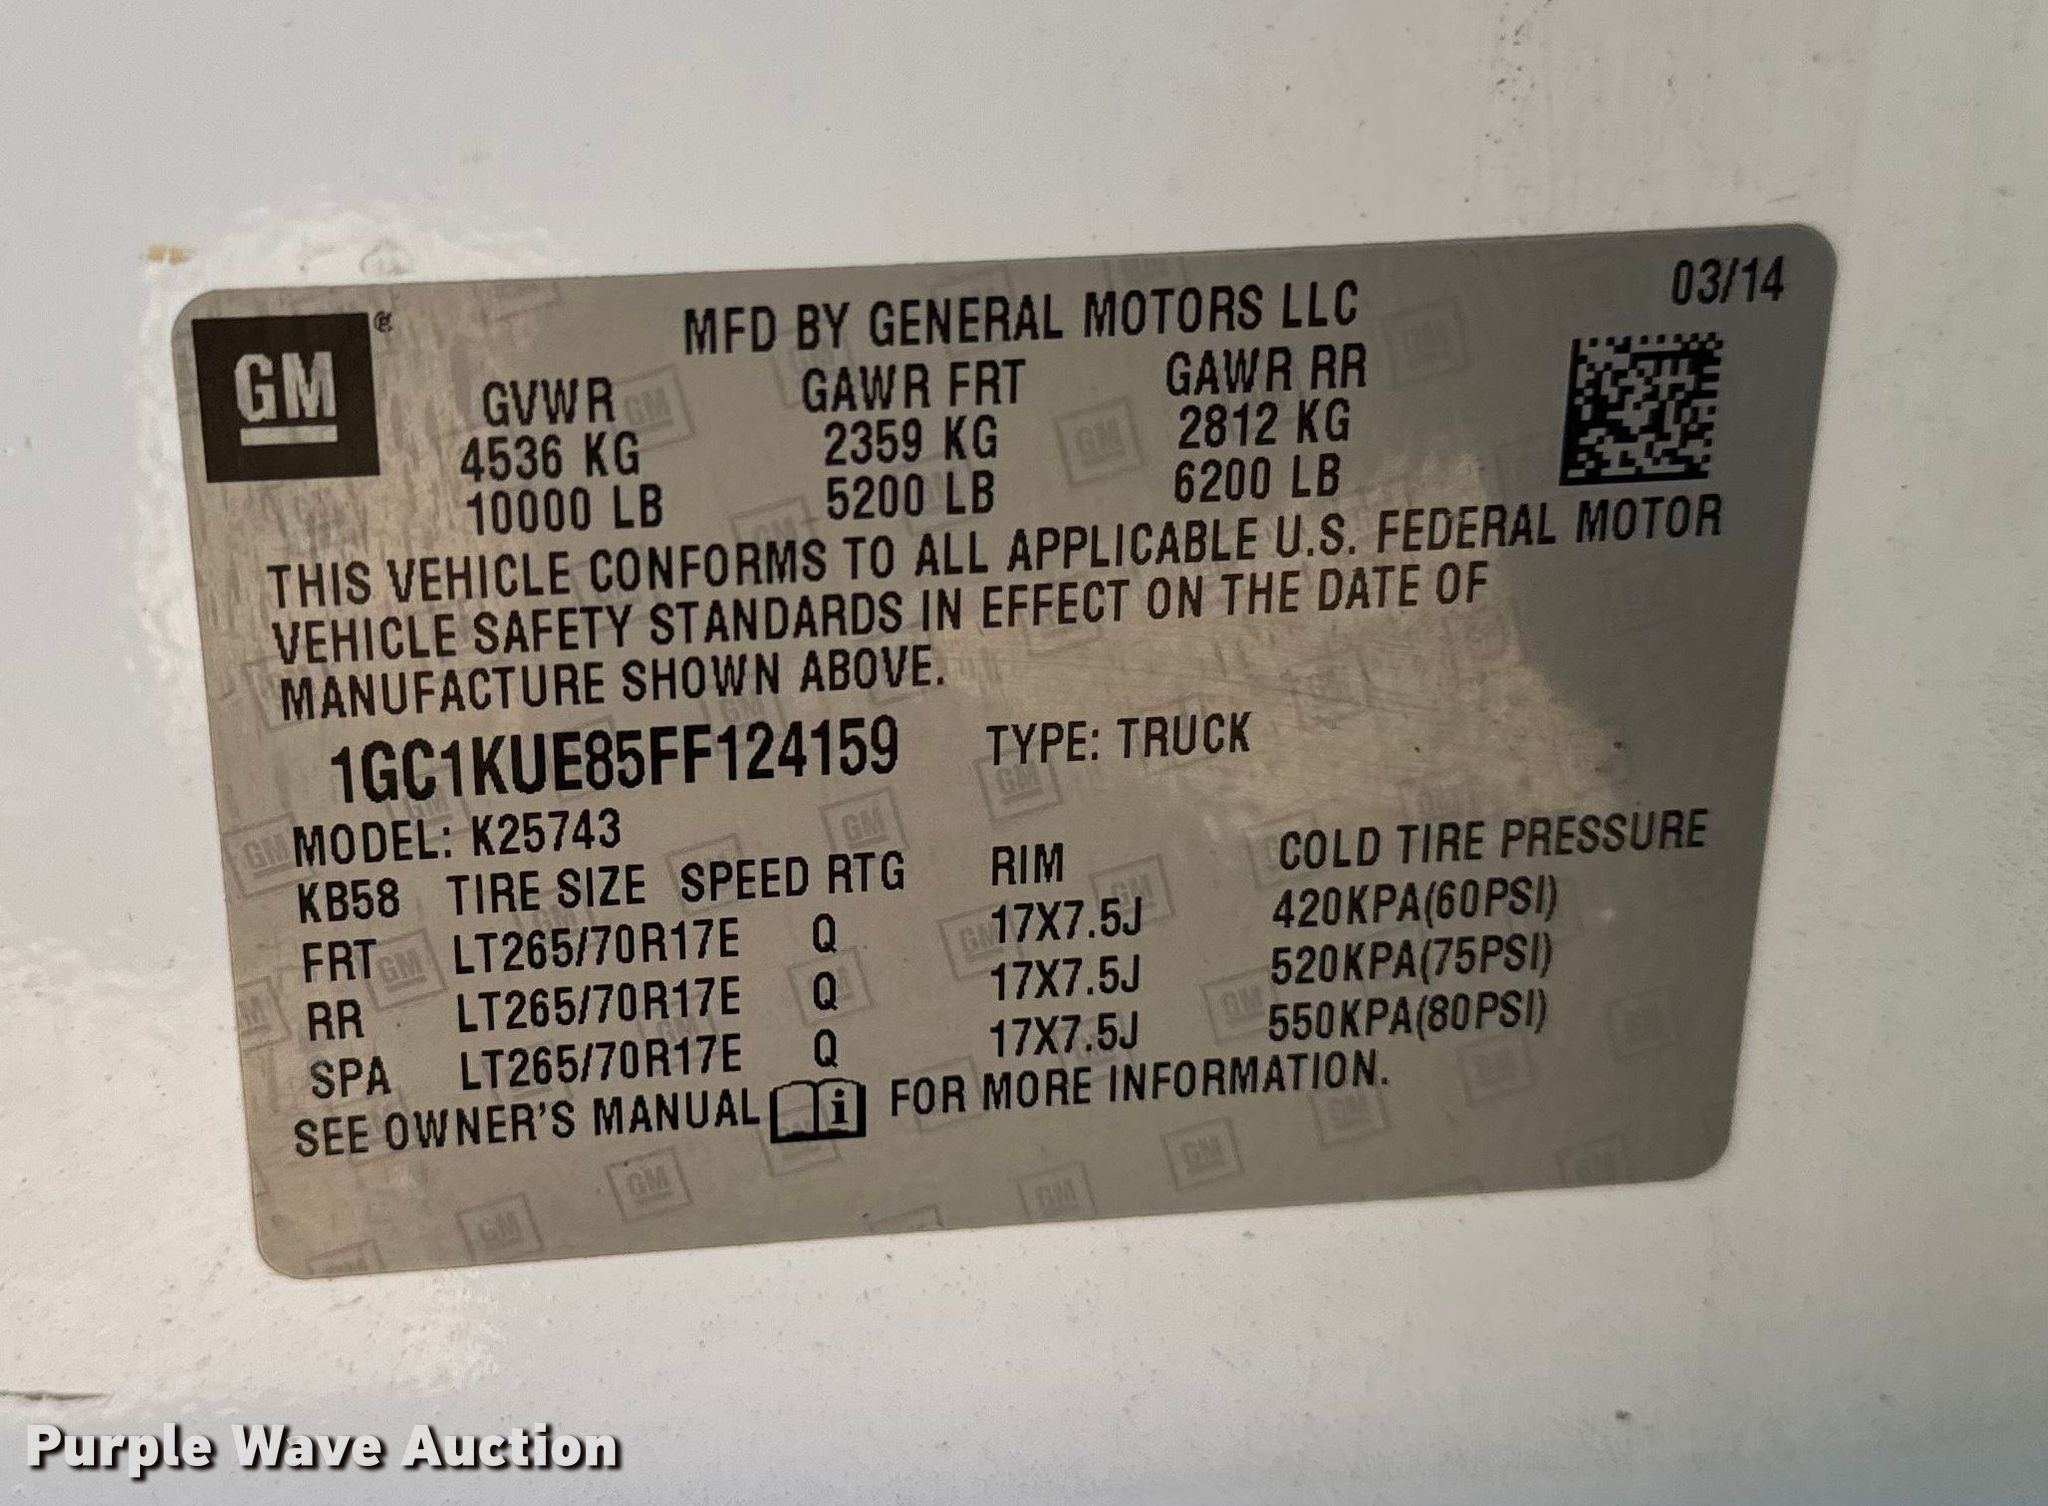 03/14
GM
MFD BY GENERAL MOTORS LLC
GVWR GAWR FRT GAWR RR
4536 KG 2359 KG 2812 KG
10000 LB 5200 LB 6200 LB
THIS VEHICLE CONFORMS TO ALL APPLICABLE U.S. FEDERAL MOTOR
VEHICLE SAFETY STANDARDS IN EFFECT ON THE DATE OF
MANUFACTURE SHOWN ABOVE.
1GC1KUE85FF124159 TYPE: TRUCK
MODEL: K25743
KB58 TIRE SIZE SPEED RTG RIM COLD TIRE PRESSURE
FRT LT265/70R17E Q 17X7.5J 420KPA(60PSI)
RR LT265/70R17E Q 17X7.5J 520KPA(75PSI)
SPA LT265/70R17E Q 17X7.5J 550KPA(80PSI)
SEE OWNER'S MANUAL i FOR MORE INFORMATION.
Purple Wave Auction